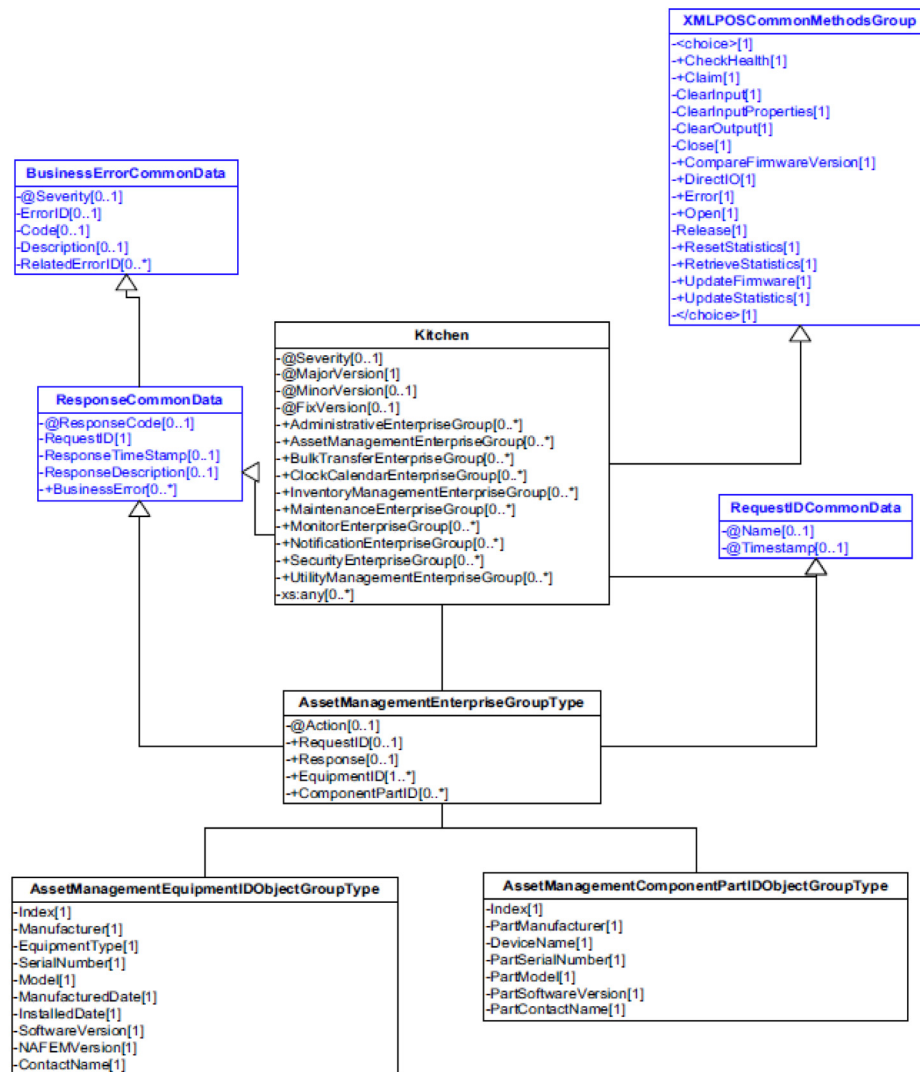 XMLPOSCommonMethodsGroup
-<choice>[1]
-+CheckHealth[1]
-+Claim[1]
-ClearInput[1]
-ClearInputProperties[1]
-ClearOutput[1]
-Close[1]
-+CompareFirmwareVersion[1]
-+DirectIO[1]
-+Error[1]
-+Open[1]
-Release[1]
-+ResetStatistics[1]
-+RetrieveStatistics[1]
-+UpdateFirmware[1]
-+UpdateStatistics[1]
-</choice>[1]
BusinessErrorCommonData
-@Severity[0..1]
-ErrorID[0..1]
-Code[0..1]
-Description[0..1]
-RelatedErrorID[0..*]
Kitchen
-@Severity[0..1]
-@MajorVersion[1]
-@MinorVersion[0..1]
-@FixVersion[0..1]
-+AdministrativeEnterpriseGroup[0..*]
-+AssetManagementEnterpriseGroup[0..*]
-+BulkTransferEnterpriseGroup[0..*]
-+ClockCalendarEnterpriseGroup[0..*]
-+InventoryManagementEnterpriseGroup[0..*]
-+MaintenanceEnterpriseGroup[0..*]
-+MonitorEnterpriseGroup[0..*]
-+NotificationEnterpriseGroup[0..*]
-+SecurityEnterpriseGroup[0..*]
-+UtilityManagementEnterpriseGroup[0..*]
-xs:any[0..*]
ResponseCommonData
-@ResponseCode[0..1]
-RequestID[1]
-ResponseTimeStamp[0..1]
-ResponseDescription[0..1]
-+BusinessError[0..*]
RequestIDCommonData
-@Name[0..1]
-@Timestamp[0..1]
AssetManagementEnterpriseGroupType
-@Action[0..1]
-+RequestID[0..1]
-+Response[0..1]
-+EquipmentID[1..*]
-+ComponentPartID[0..*]
AssetManagementEquipmentIDObjectGroupType
-Index[1]
-Manufacturer[1]
-EquipmentType[1]
-SerialNumber[1]
-Model[1]
-ManufacturedDate[1]
-InstalledDate[1]
-SoftwareVersion[1]
-NAFEMVersion[1]
-ContactName[1]
AssetManagementComponentPartIDObjectGroupType
-Index[1]
-PartManufacturer[1]
-DeviceName[1]
-PartSerialNumber[1]
-PartModel[1]
-PartSoftwareVersion[1]
-PartContactName[1]